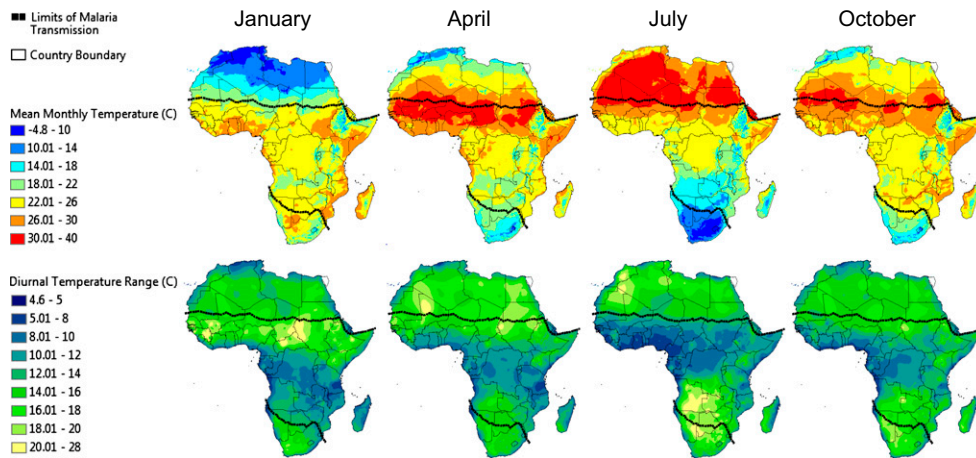 January
April
July
October
Limits of Malaria
Transmission
Country Boundary
Mean Monthly Temperature (C)
-4.8 - 10
10.01 - 14
14.01 - 18
18.01 - 22
22.01 - 26
26.01 - 30
30.01 - 40
Diurnal Temperature Range (C)
4.6 - 5
5.01 - 8
8.01 - 10
10.01 - 12
12.01 - 14
14.01 - 16
16.01 - 18
18.01 - 20
20.01 - 28